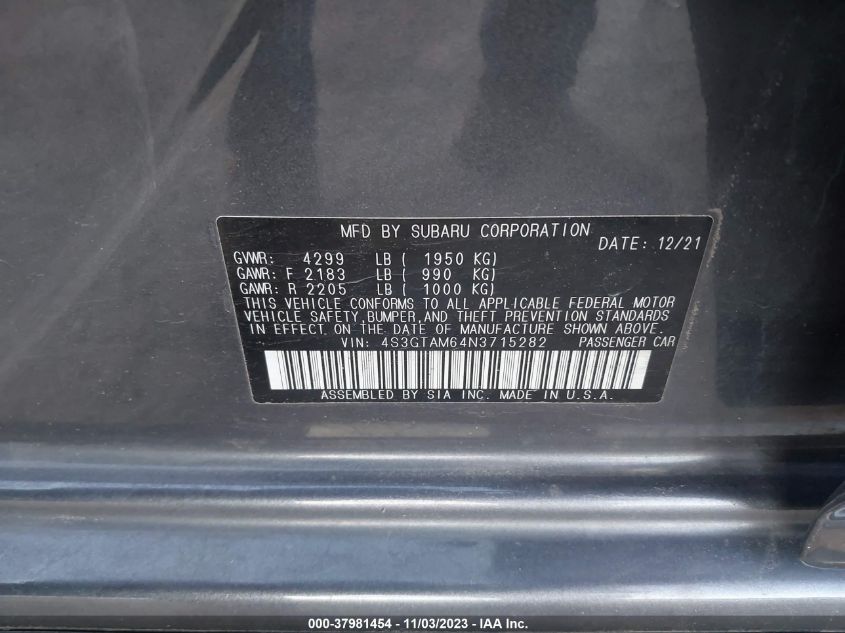 MFD BY SUBARU CORPORATION
DATE: 12/21
GVWR: 4299 LB ( 1950 KG)
GAWR: F 2183 LB ( 990 KG)
GAWR: R 2205 LB ( 1000 KG)
THIS VEHICLE CONFORMS TO ALL APPLICABLE FEDERAL MOTOR
VEHICLE SAFETY, BUMPER, AND THEFT PREVENTION STANDARDS
IN EFFECT, ON THE DATE OF MANUFACTURE SHOWN ABOVE.
VIN: 4S3GTAM64N3715282 PASSENGER CAR
ASSEMBLED BY SIA INC. MADE IN U.S.A.
000-37981454 - 11/03/2023 - IAA Inc.